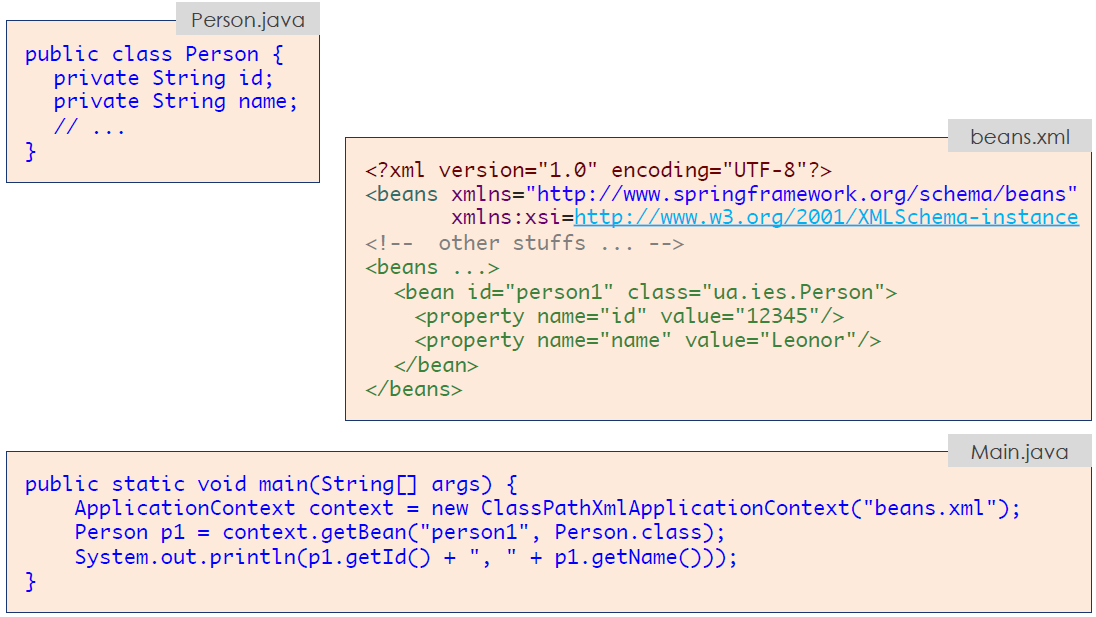 Person.java
public class Person {
private String id;
private String name;
// ...
}
beans.xml
<?xml version="1.0" encoding="UTF-8"?>
<beans xmlns="http://www.springframework.org/schema/beans"
xmlns:xsi=http://www.w3.org/2001/XMLSchema-instance
<!-- other stuffs ... -->
<beans ...>
<bean id="person1" class="ua.ies.Person">
<property name="id" value="12345"/>
<property name="name" value="Leonor"/>
</bean>
</beans>
Main.java
public static void main(String[] args) {
ApplicationContext context = new ClassPathXmlApplicationContext("beans.xml");
Person p1 = context.getBean("person1", Person.class);
System.out.println(p1.getId() + ", " + p1.getName()));
}